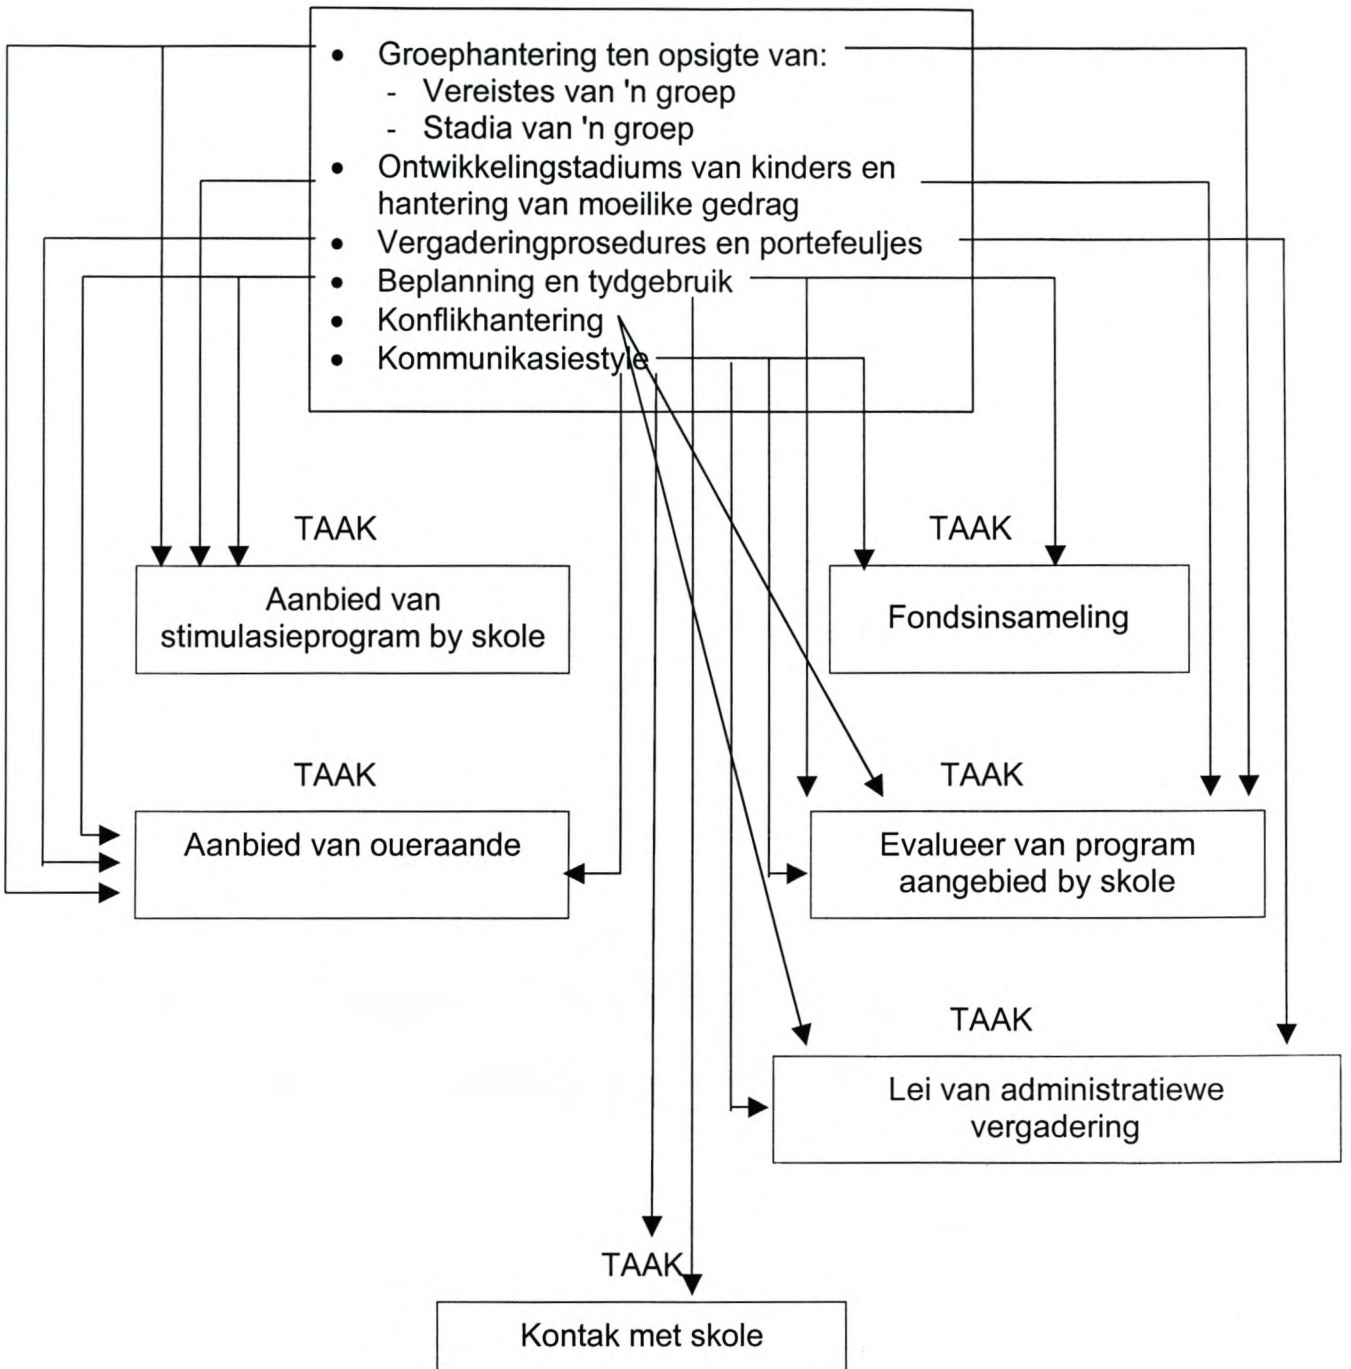 • Groephantering ten opsigte van:
- Vereistes van 'n groep
- Stadia van 'n groep
• Ontwikkelingstadiums van kinders en
hantering van moeilike gedrag
• Vergaderingprosedures en portefeuljes
• Beplanning en tydgebruik
• Konflikhantering
• Kommunikasiestyle
TAAK
Aanbied van
stimulasieprogram by skole
TAAK
Fondsinsameling
TAAK
Aanbied van oueraande
TAAK
Evalueer van program
aangebied by skole
TAAK
Lei van administratiewe
vergadering
TAAK
Kontak met skole